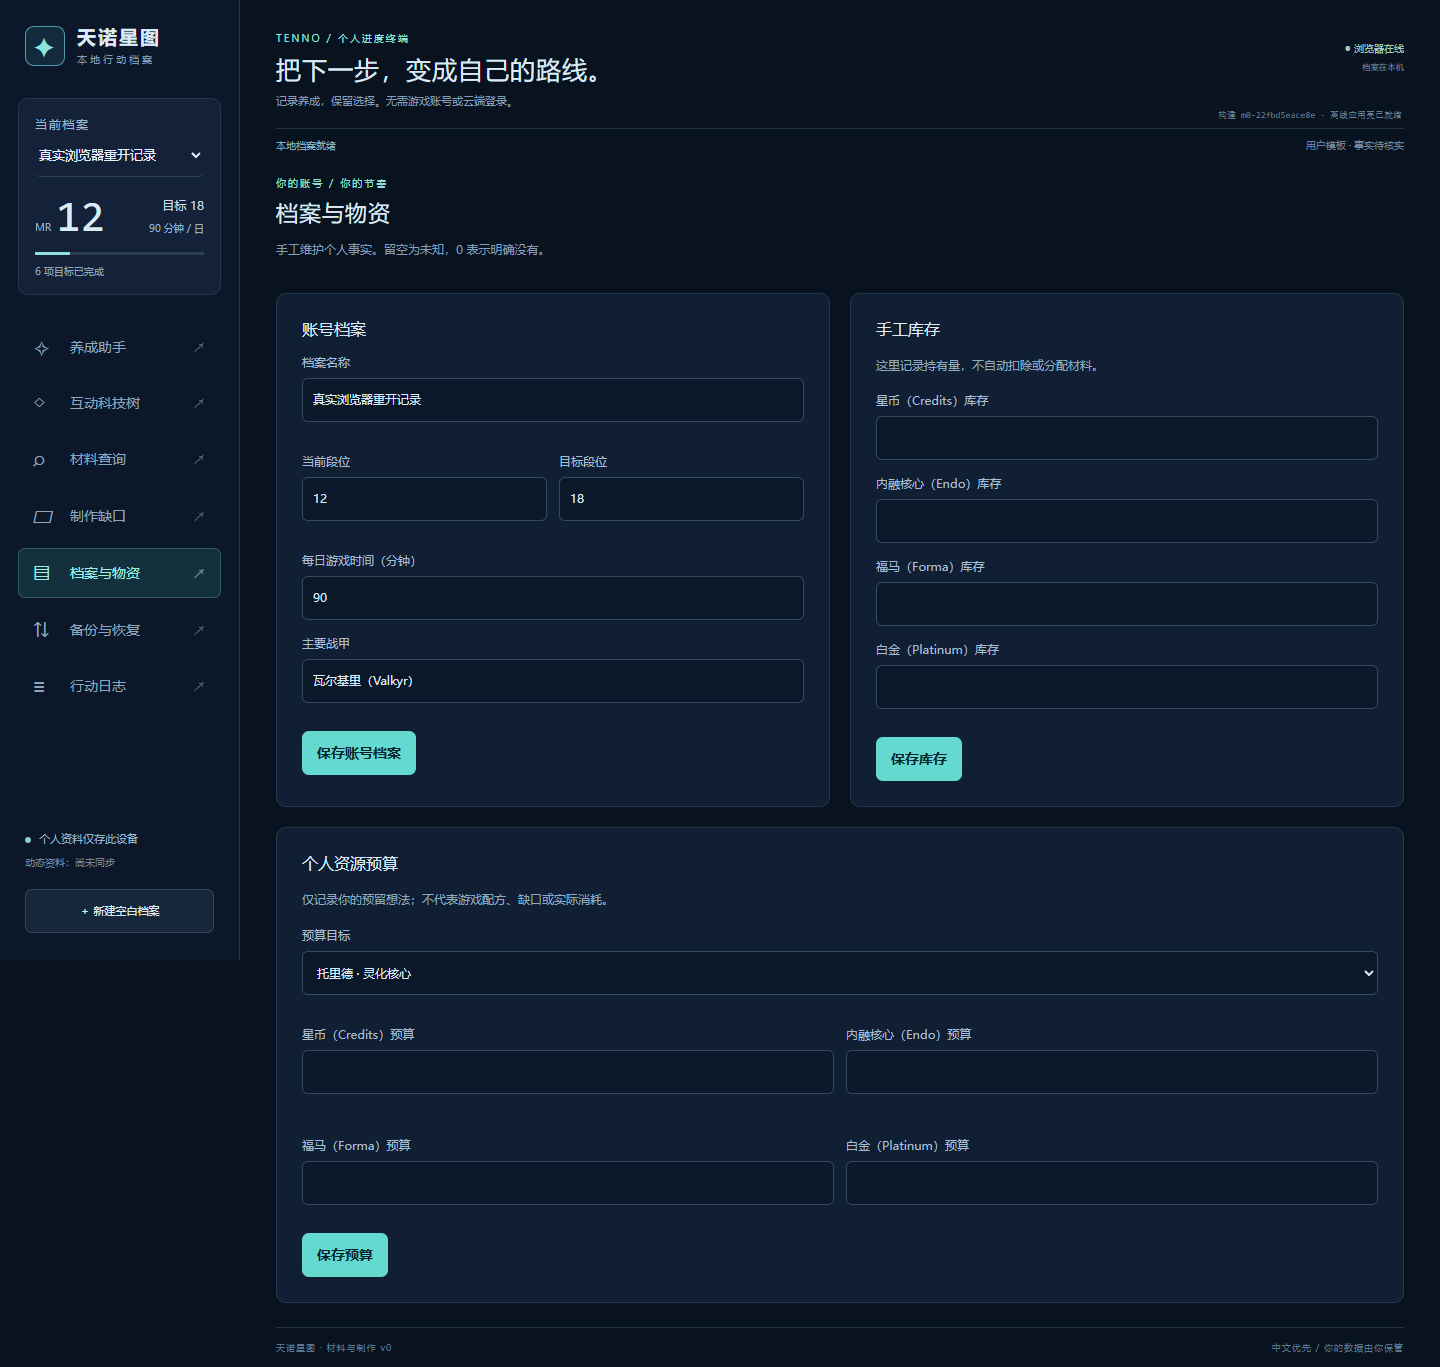 天诺星图
本地行动档案
当前档案
真实浏览器重开记录
MR 12
目标 18
90 分钟 / 日
6 项目标已完成
养成助手
互动科技树
材料查询
制作缺口
档案与物资
备份与恢复
行动日志
个人资料仅存此设备
动态资料：尚未同步
+ 新建空白档案
TENNO / 个人进度终端
把下一步，变成自己的路线。
记录养成，保留选择。无需游戏账号或云端登录。
浏览器在线
档案在本机
构建 m0-22fbd5eace8e · 离线应用壳已就绪
本地档案就绪
用户模板 · 事实待核实
你的账号 / 你的节奏
档案与物资
手工维护个人事实。留空为未知，0 表示明确没有。
账号档案
档案名称
真实浏览器重开记录
当前段位
目标段位
12
18
每日游戏时间（分钟）
90
主要战甲
瓦尔基里（Valkyr）
保存账号档案
手工库存
这里记录持有量，不自动扣除或分配材料。
星币（Credits）库存
内融核心（Endo）库存
福马（Forma）库存
白金（Platinum）库存
保存库存
个人资源预算
仅记录你的预留想法；不代表游戏配方、缺口或实际消耗。
预算目标
托里德 · 灵化核心
星币（Credits）预算
内融核心（Endo）预算
福马（Forma）预算
白金（Platinum）预算
保存预算
天诺星图 · 材料与制作 v0
中文优先 / 你的数据由你保管